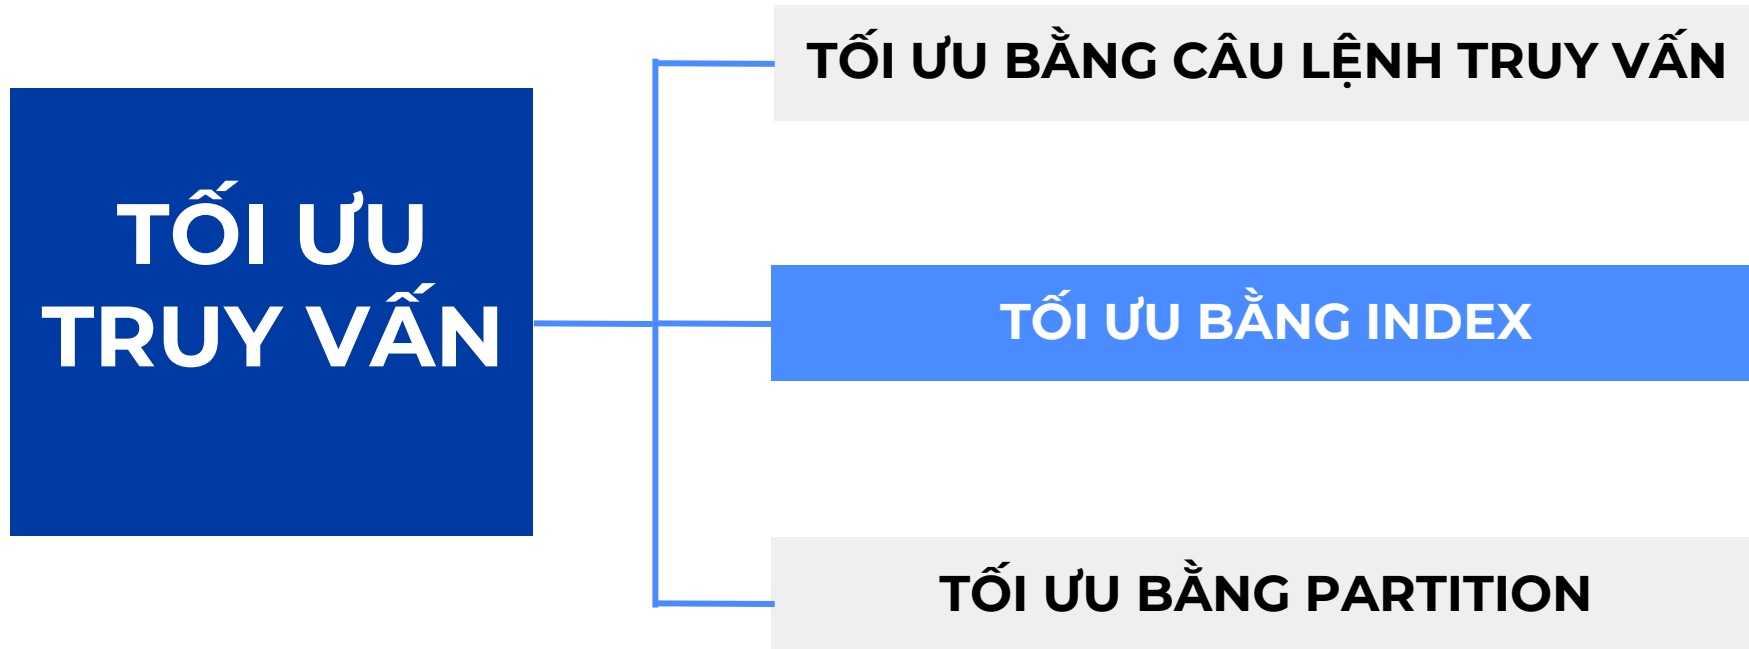 TỐI ƯU
TRUY VẤN
TỐI ƯU BẰNG CÂU LỆNH TRUY VẤN
TỐI ƯU BẰNG INDEX
TỐI ƯU BẰNG PARTITION